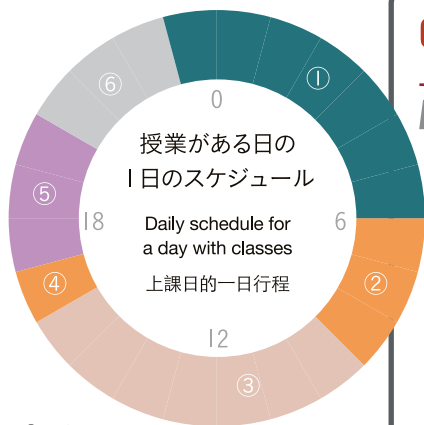 ⑥
①
0
授業がある日の
1日のスケジュール
⑤
18
6
Daily schedule for
a day with classes
④
②
上課日的一日行程
12
③